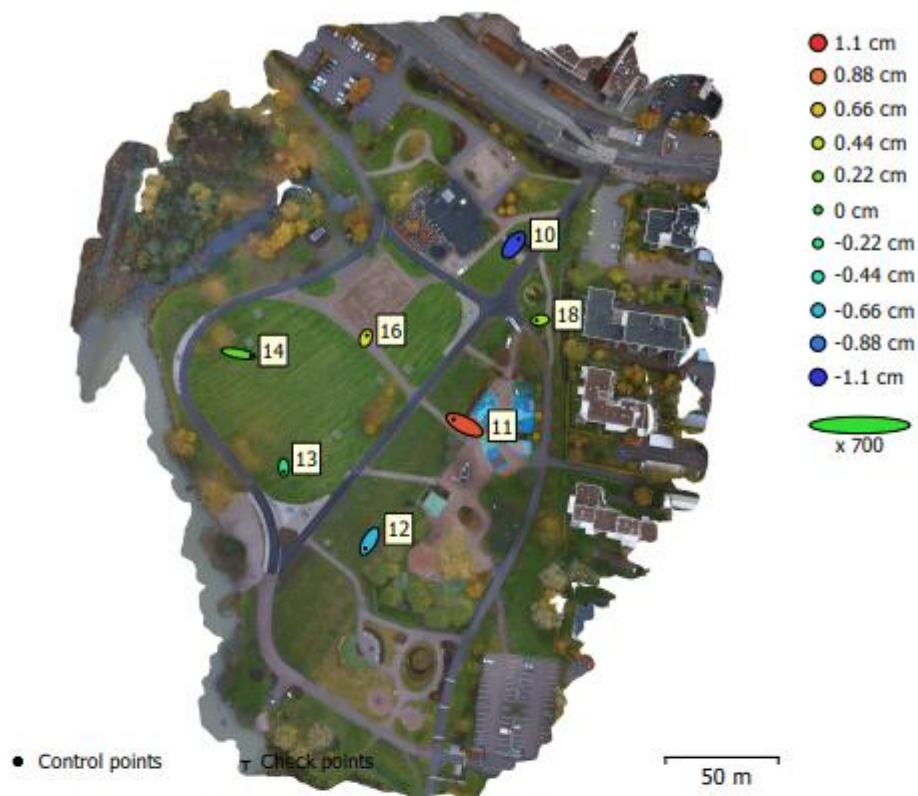 1.1 cm
0.88 cm
0.66 cm
0.44 cm
0.22 cm
0 cm
-0.22 cm
-0.44 cm
-0.66 cm
-0.88 cm
-1.1 cm
x 700
10
18
16
14
11
13
12
Control points
Check points
50 m